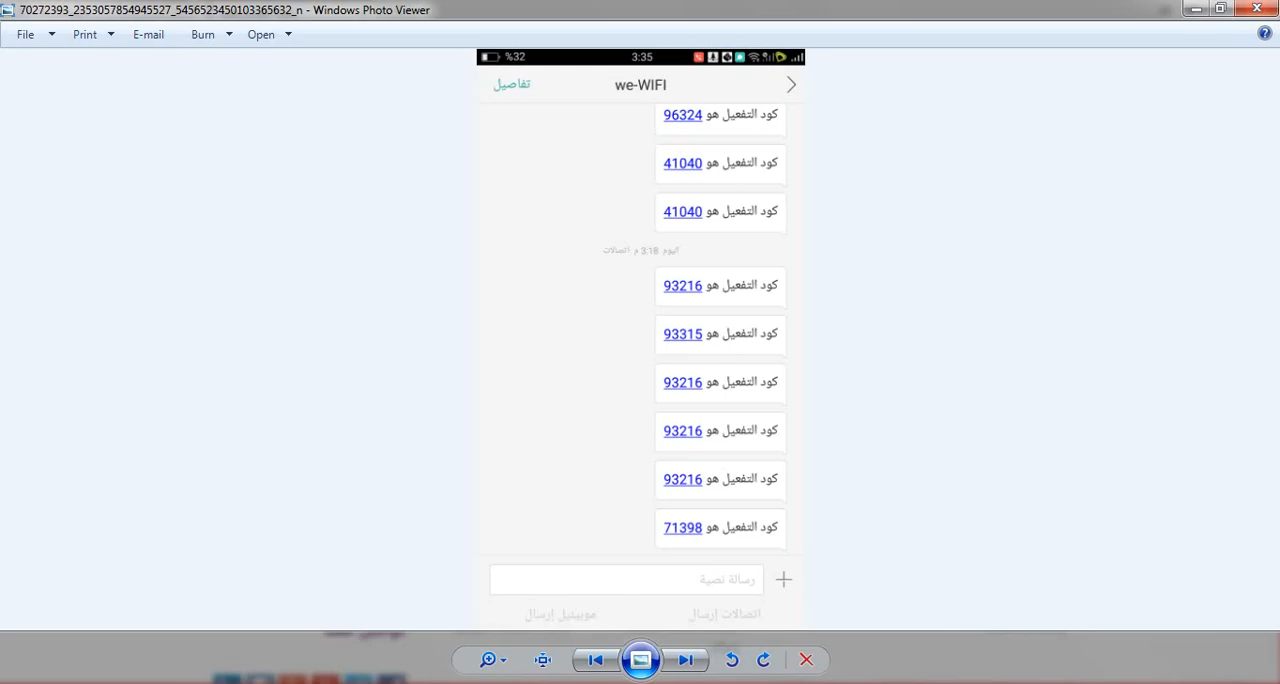 70272393_2353057854945527_5456523450103365632_n - Windows Photo Viewer
File Print E-mail Burn Open
%32 3:35
تفاصيل we-WIFI
كود التفعيل هو 96324
كود التفعيل هو 41040
كود التفعيل هو 41040
اليوم 3:18 م اتصالات
كود التفعيل هو 93216
كود التفعيل هو 93315
كود التفعيل هو 93216
كود التفعيل هو 93216
كود التفعيل هو 93216
كود التفعيل هو 71398
رسالة نصية
اتصالات إرسال موبينيل إرسال